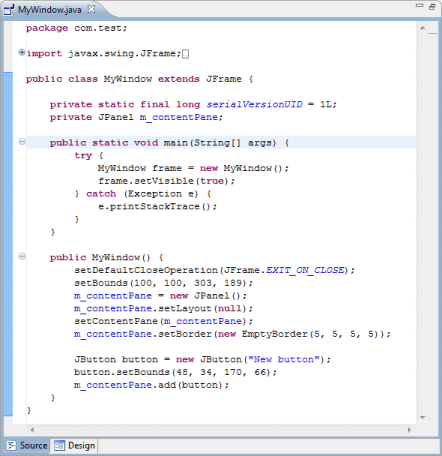 MyWindow.java
package com.test;
import javax.swing.JFrame;
public class MyWindow extends JFrame {
private static final long serialVersionUID = 1L;
private JPanel m_contentPane;
public static void main(String[] args) {
try {
MyWindow frame = new MyWindow();
frame.setVisible(true);
} catch (Exception e) {
e.printStackTrace();
}
}
public MyWindow() {
setDefaultCloseOperation(JFrame.EXIT_ON_CLOSE);
setBounds(100, 100, 303, 189);
m_contentPane = new JPanel();
m_contentPane.setLayout(null);
setContentPane(m_contentPane);
m_contentPane.setBorder(new EmptyBorder(5, 5, 5, 5));
JButton button = new JButton("New button");
button.setBounds(48, 34, 170, 66);
m_contentPane.add(button);
}
}
Source Design